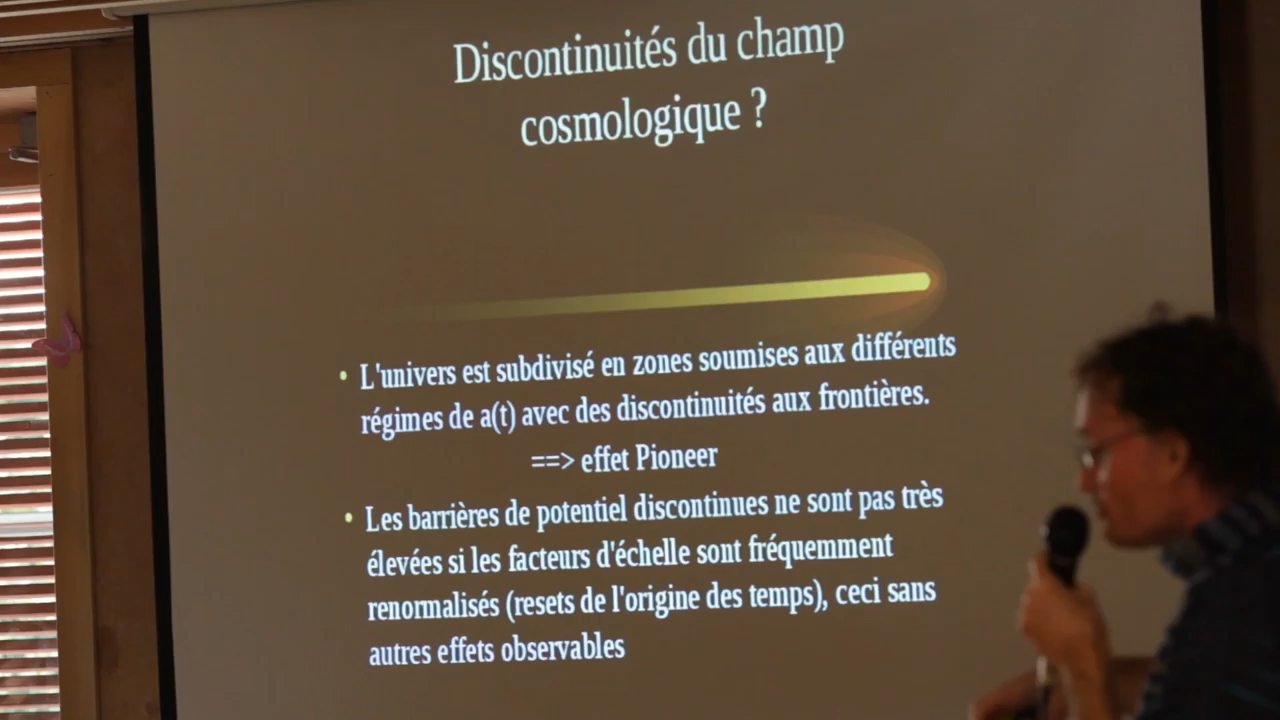 Discontinuités du champ
cosmologique ?
• L'univers est subdivisé en zones soumises aux différents
régimes de a(t) avec des discontinuités aux frontières.
==> effet Pioneer
• Les barrières de potentiel discontinues ne sont pas très
élevées si les facteurs d'échelle sont fréquemment
renormalisés (resets de l'origine des temps), ceci sans
autres effets observables